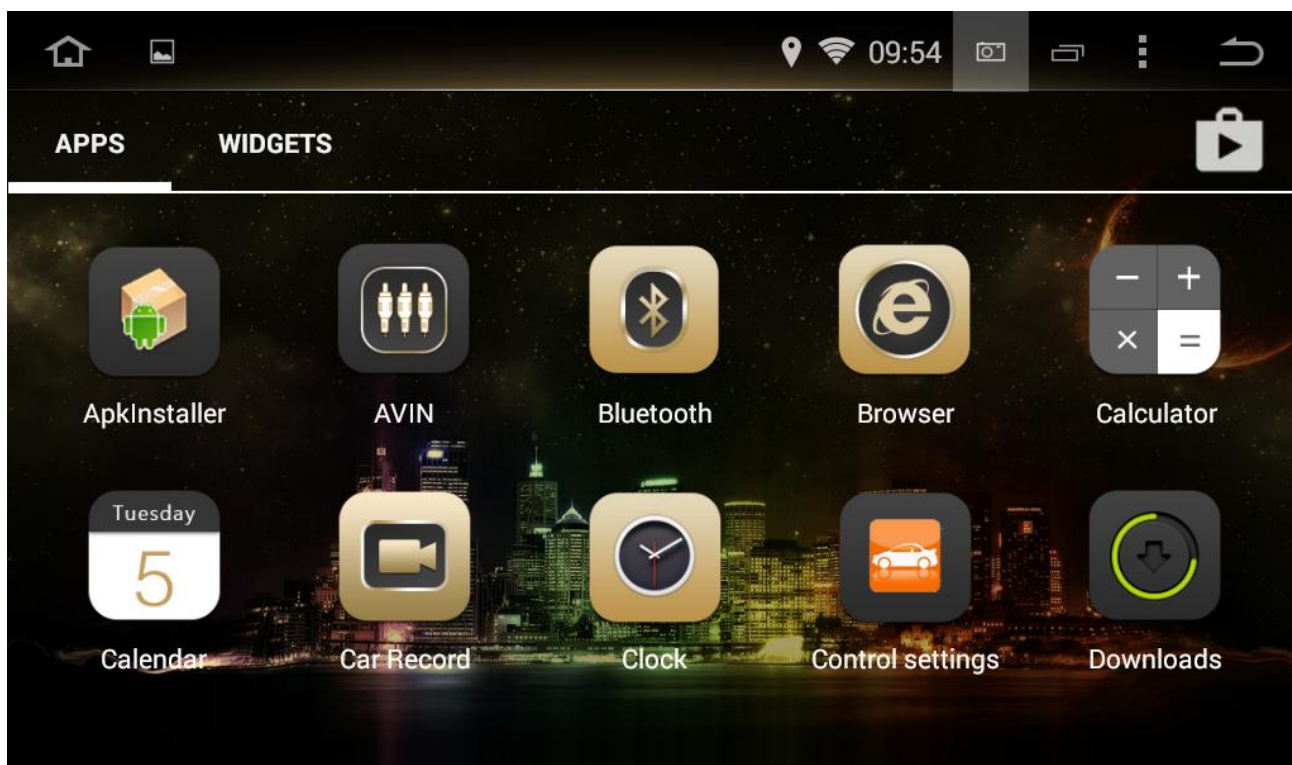 09:54
APPS WIDGETS
ApkInstaller AVIN Bluetooth Browser Calculator
Tuesday
5
Calendar Car Record Clock Control settings Downloads